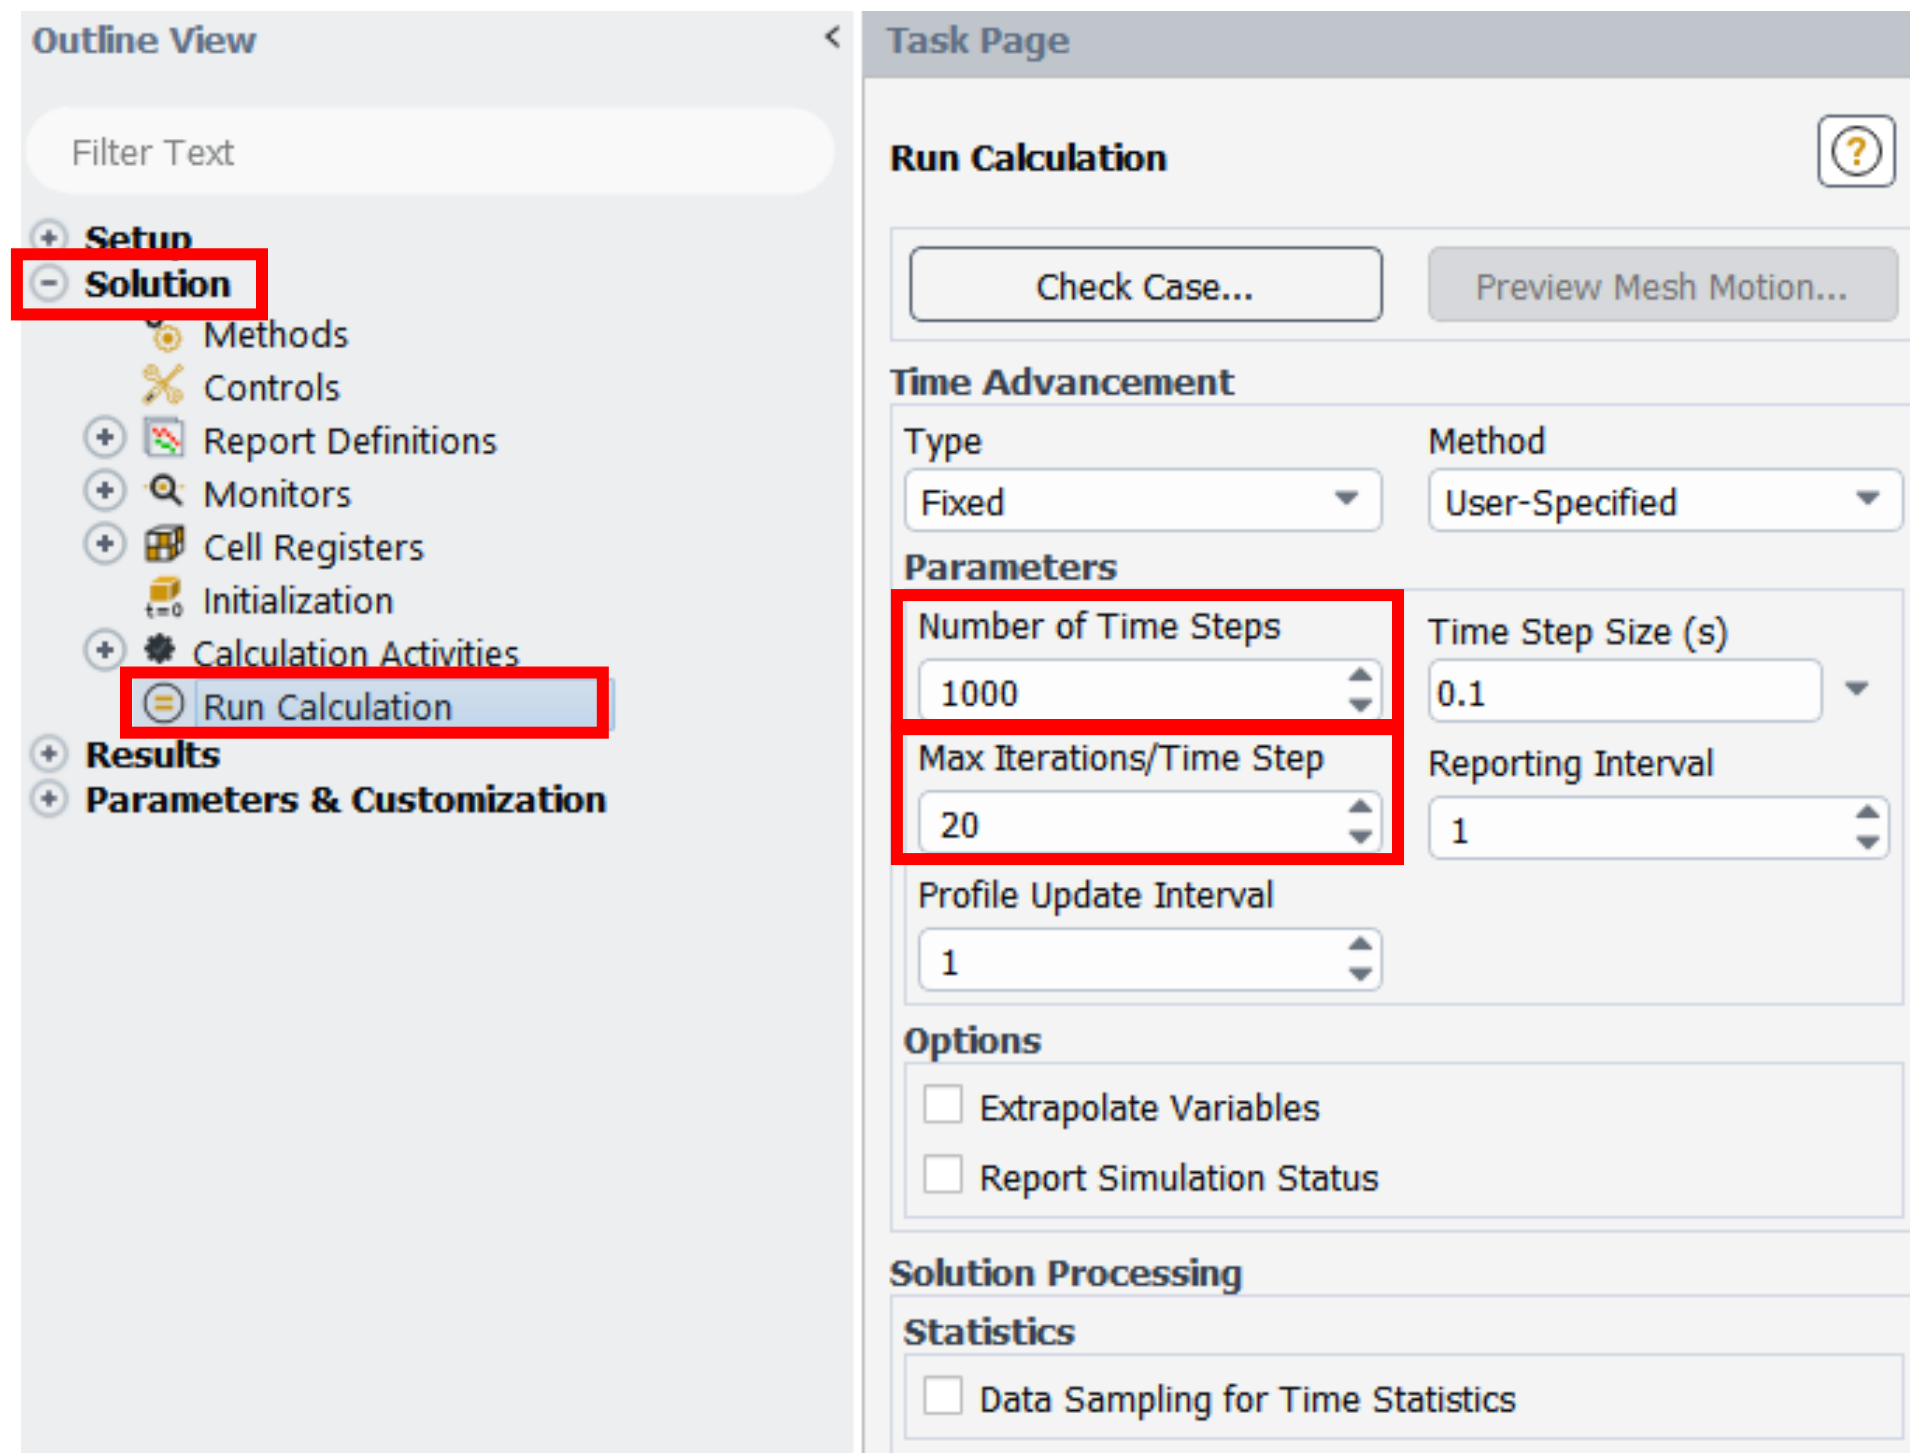 Outline View
<
Filter Text
Setup
Solution
Methods
Controls
Report Definitions
Monitors
Cell Registers
t=0
Initialization
Calculation Activities
Run Calculation
Results
Parameters & Customization
Task Page
Run Calculation
?
Check Case...
Preview Mesh Motion...
Time Advancement
Type
Method
Fixed
User-Specified
Parameters
Number of Time Steps
Time Step Size (s)
1000
0.1
Max Iterations/Time Step
Reporting Interval
20
1
Profile Update Interval
1
Options
Extrapolate Variables
Report Simulation Status
Solution Processing
Statistics
Data Sampling for Time Statistics